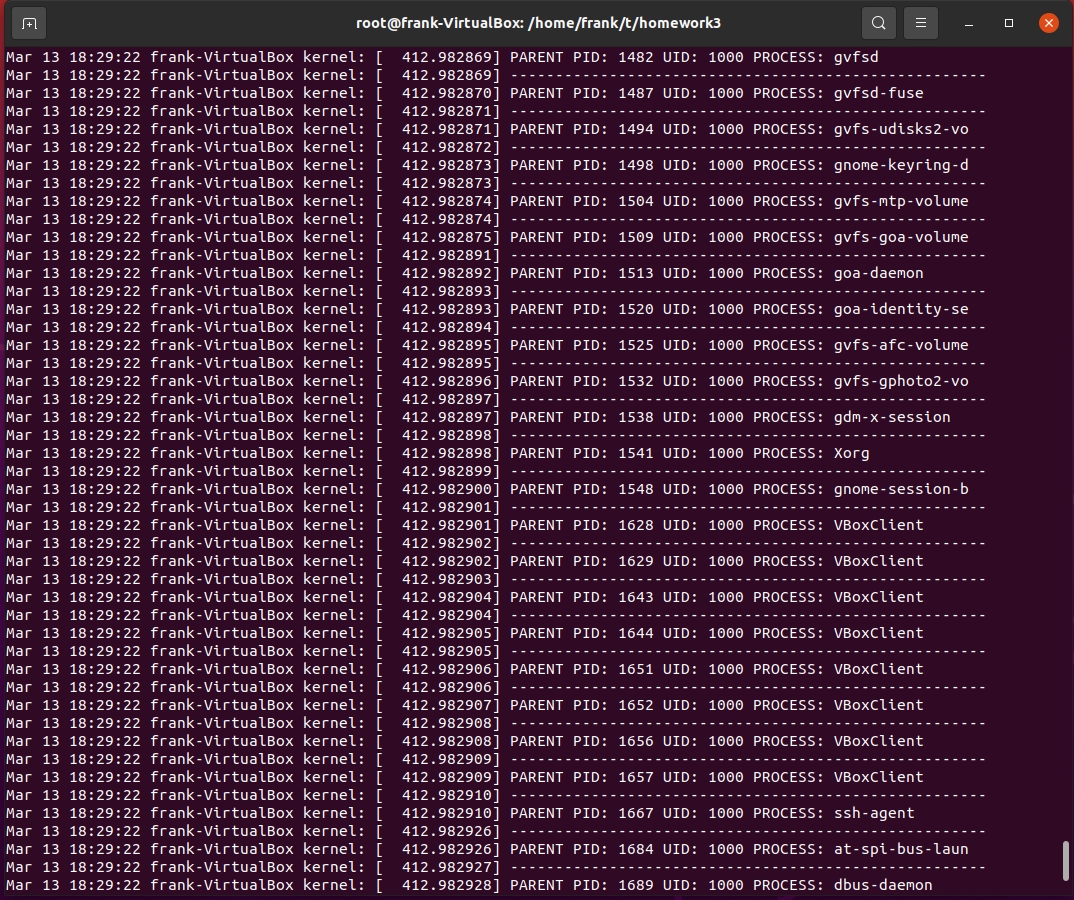 root@frank-VirtualBox: /home/frank/t/homework3
Mar 13 18:29:22 frank-VirtualBox kernel: [  412.982869] PARENT PID: 1482 UID: 1000 PROCESS: gvfsd
Mar 13 18:29:22 frank-VirtualBox kernel: [  412.982869] -----------------------------------------------------
Mar 13 18:29:22 frank-VirtualBox kernel: [  412.982870] PARENT PID: 1487 UID: 1000 PROCESS: gvfsd-fuse
Mar 13 18:29:22 frank-VirtualBox kernel: [  412.982871] -----------------------------------------------------
Mar 13 18:29:22 frank-VirtualBox kernel: [  412.982871] PARENT PID: 1494 UID: 1000 PROCESS: gvfs-udisks2-vo
Mar 13 18:29:22 frank-VirtualBox kernel: [  412.982872] -----------------------------------------------------
Mar 13 18:29:22 frank-VirtualBox kernel: [  412.982873] PARENT PID: 1498 UID: 1000 PROCESS: gnome-keyring-d
Mar 13 18:29:22 frank-VirtualBox kernel: [  412.982873] -----------------------------------------------------
Mar 13 18:29:22 frank-VirtualBox kernel: [  412.982874] PARENT PID: 1504 UID: 1000 PROCESS: gvfs-mtp-volume
Mar 13 18:29:22 frank-VirtualBox kernel: [  412.982874] -----------------------------------------------------
Mar 13 18:29:22 frank-VirtualBox kernel: [  412.982875] PARENT PID: 1509 UID: 1000 PROCESS: gvfs-goa-volume
Mar 13 18:29:22 frank-VirtualBox kernel: [  412.982891] -----------------------------------------------------
Mar 13 18:29:22 frank-VirtualBox kernel: [  412.982892] PARENT PID: 1513 UID: 1000 PROCESS: goa-daemon
Mar 13 18:29:22 frank-VirtualBox kernel: [  412.982893] -----------------------------------------------------
Mar 13 18:29:22 frank-VirtualBox kernel: [  412.982893] PARENT PID: 1520 UID: 1000 PROCESS: goa-identity-se
Mar 13 18:29:22 frank-VirtualBox kernel: [  412.982894] -----------------------------------------------------
Mar 13 18:29:22 frank-VirtualBox kernel: [  412.982895] PARENT PID: 1525 UID: 1000 PROCESS: gvfs-afc-volume
Mar 13 18:29:22 frank-VirtualBox kernel: [  412.982895] -----------------------------------------------------
Mar 13 18:29:22 frank-VirtualBox kernel: [  412.982896] PARENT PID: 1532 UID: 1000 PROCESS: gvfs-gphoto2-vo
Mar 13 18:29:22 frank-VirtualBox kernel: [  412.982897] -----------------------------------------------------
Mar 13 18:29:22 frank-VirtualBox kernel: [  412.982897] PARENT PID: 1538 UID: 1000 PROCESS: gdm-x-session
Mar 13 18:29:22 frank-VirtualBox kernel: [  412.982898] -----------------------------------------------------
Mar 13 18:29:22 frank-VirtualBox kernel: [  412.982898] PARENT PID: 1541 UID: 1000 PROCESS: Xorg
Mar 13 18:29:22 frank-VirtualBox kernel: [  412.982899] -----------------------------------------------------
Mar 13 18:29:22 frank-VirtualBox kernel: [  412.982900] PARENT PID: 1548 UID: 1000 PROCESS: gnome-session-b
Mar 13 18:29:22 frank-VirtualBox kernel: [  412.982901] -----------------------------------------------------
Mar 13 18:29:22 frank-VirtualBox kernel: [  412.982901] PARENT PID: 1628 UID: 1000 PROCESS: VBoxClient
Mar 13 18:29:22 frank-VirtualBox kernel: [  412.982902] -----------------------------------------------------
Mar 13 18:29:22 frank-VirtualBox kernel: [  412.982902] PARENT PID: 1629 UID: 1000 PROCESS: VBoxClient
Mar 13 18:29:22 frank-VirtualBox kernel: [  412.982903] -----------------------------------------------------
Mar 13 18:29:22 frank-VirtualBox kernel: [  412.982904] PARENT PID: 1643 UID: 1000 PROCESS: VBoxClient
Mar 13 18:29:22 frank-VirtualBox kernel: [  412.982904] -----------------------------------------------------
Mar 13 18:29:22 frank-VirtualBox kernel: [  412.982905] PARENT PID: 1644 UID: 1000 PROCESS: VBoxClient
Mar 13 18:29:22 frank-VirtualBox kernel: [  412.982905] -----------------------------------------------------
Mar 13 18:29:22 frank-VirtualBox kernel: [  412.982906] PARENT PID: 1651 UID: 1000 PROCESS: VBoxClient
Mar 13 18:29:22 frank-VirtualBox kernel: [  412.982906] -----------------------------------------------------
Mar 13 18:29:22 frank-VirtualBox kernel: [  412.982907] PARENT PID: 1652 UID: 1000 PROCESS: VBoxClient
Mar 13 18:29:22 frank-VirtualBox kernel: [  412.982908] -----------------------------------------------------
Mar 13 18:29:22 frank-VirtualBox kernel: [  412.982908] PARENT PID: 1656 UID: 1000 PROCESS: VBoxClient
Mar 13 18:29:22 frank-VirtualBox kernel: [  412.982909] -----------------------------------------------------
Mar 13 18:29:22 frank-VirtualBox kernel: [  412.982909] PARENT PID: 1657 UID: 1000 PROCESS: VBoxClient
Mar 13 18:29:22 frank-VirtualBox kernel: [  412.982910] -----------------------------------------------------
Mar 13 18:29:22 frank-VirtualBox kernel: [  412.982910] PARENT PID: 1667 UID: 1000 PROCESS: ssh-agent
Mar 13 18:29:22 frank-VirtualBox kernel: [  412.982926] -----------------------------------------------------
Mar 13 18:29:22 frank-VirtualBox kernel: [  412.982926] PARENT PID: 1684 UID: 1000 PROCESS: at-spi-bus-laun
Mar 13 18:29:22 frank-VirtualBox kernel: [  412.982927] -----------------------------------------------------
Mar 13 18:29:22 frank-VirtualBox kernel: [  412.982928] PARENT PID: 1689 UID: 1000 PROCESS: dbus-daemon